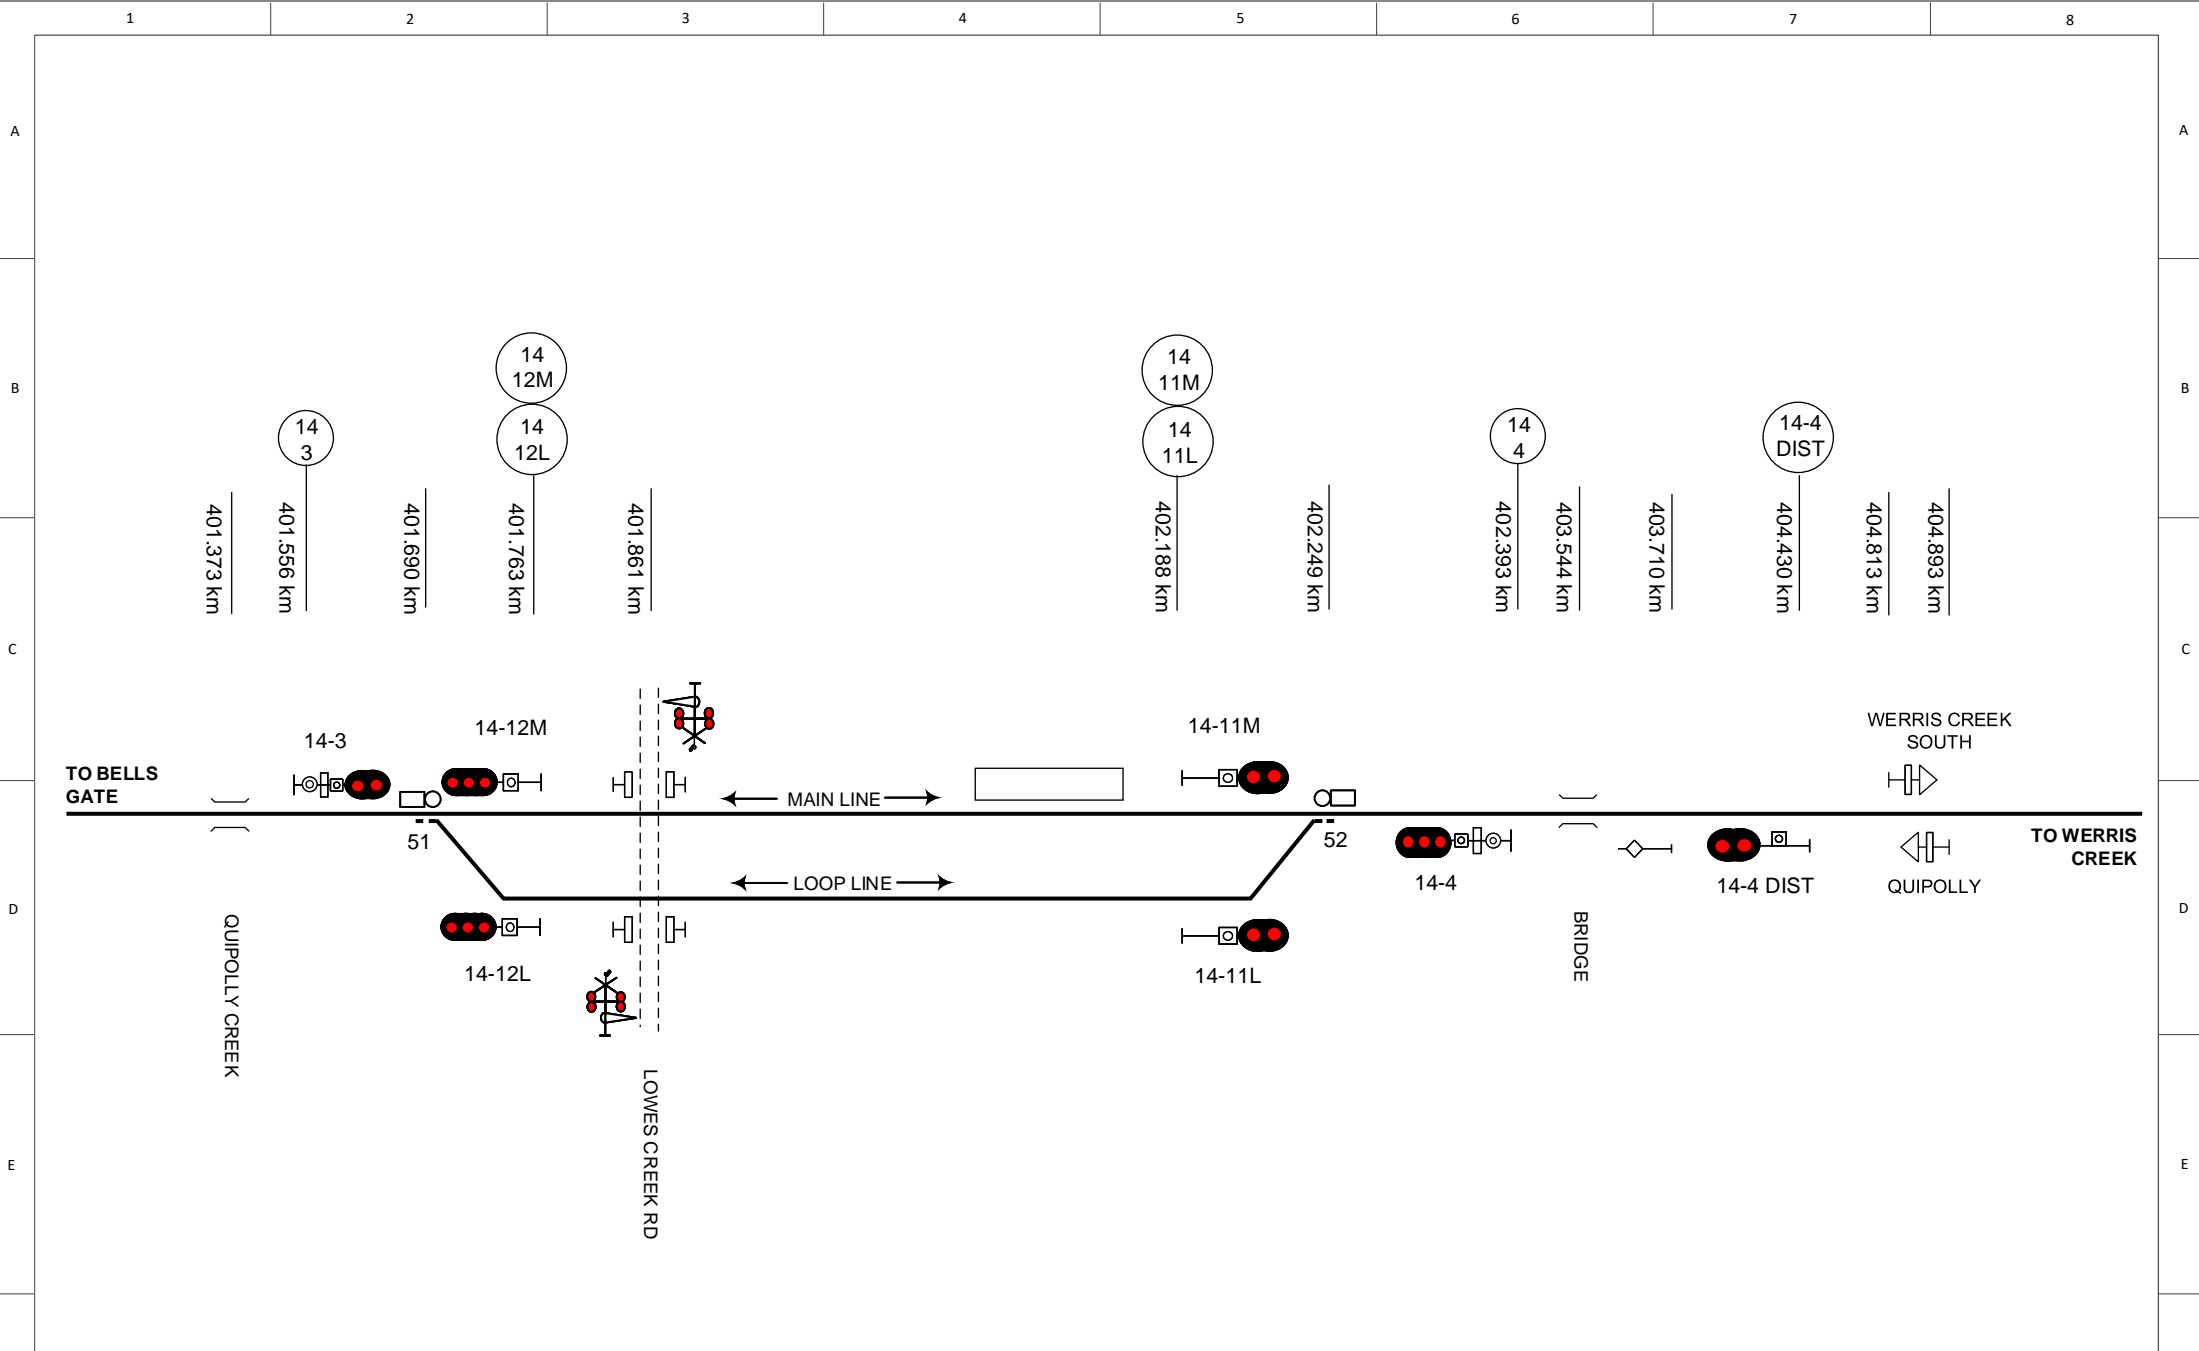 1 2 3 4 5 6 7 8
A A
14
12M
14
11M
B B
14
3
14
12L
14
11L
14
4
14-4
DIST
401.373 km
401.556 km
401.690 km
401.763 km
401.861 km
402.188 km
402.249 km
402.393 km
403.544 km
403.710 km
404.430 km
404.813 km
404.893 km
C C
14-3
14-12M
14-11M
WERRIS CREEK
SOUTH
TO BELLS
GATE
MAIN LINE
51
52
TO WERRIS
CREEK
LOOP LINE
14-4
14-4 DIST
QUIPOLLY
D D
14-12L
14-11L
QUIPOLLY CREEK
BRIDGE
LOWES CREEK RD
E E